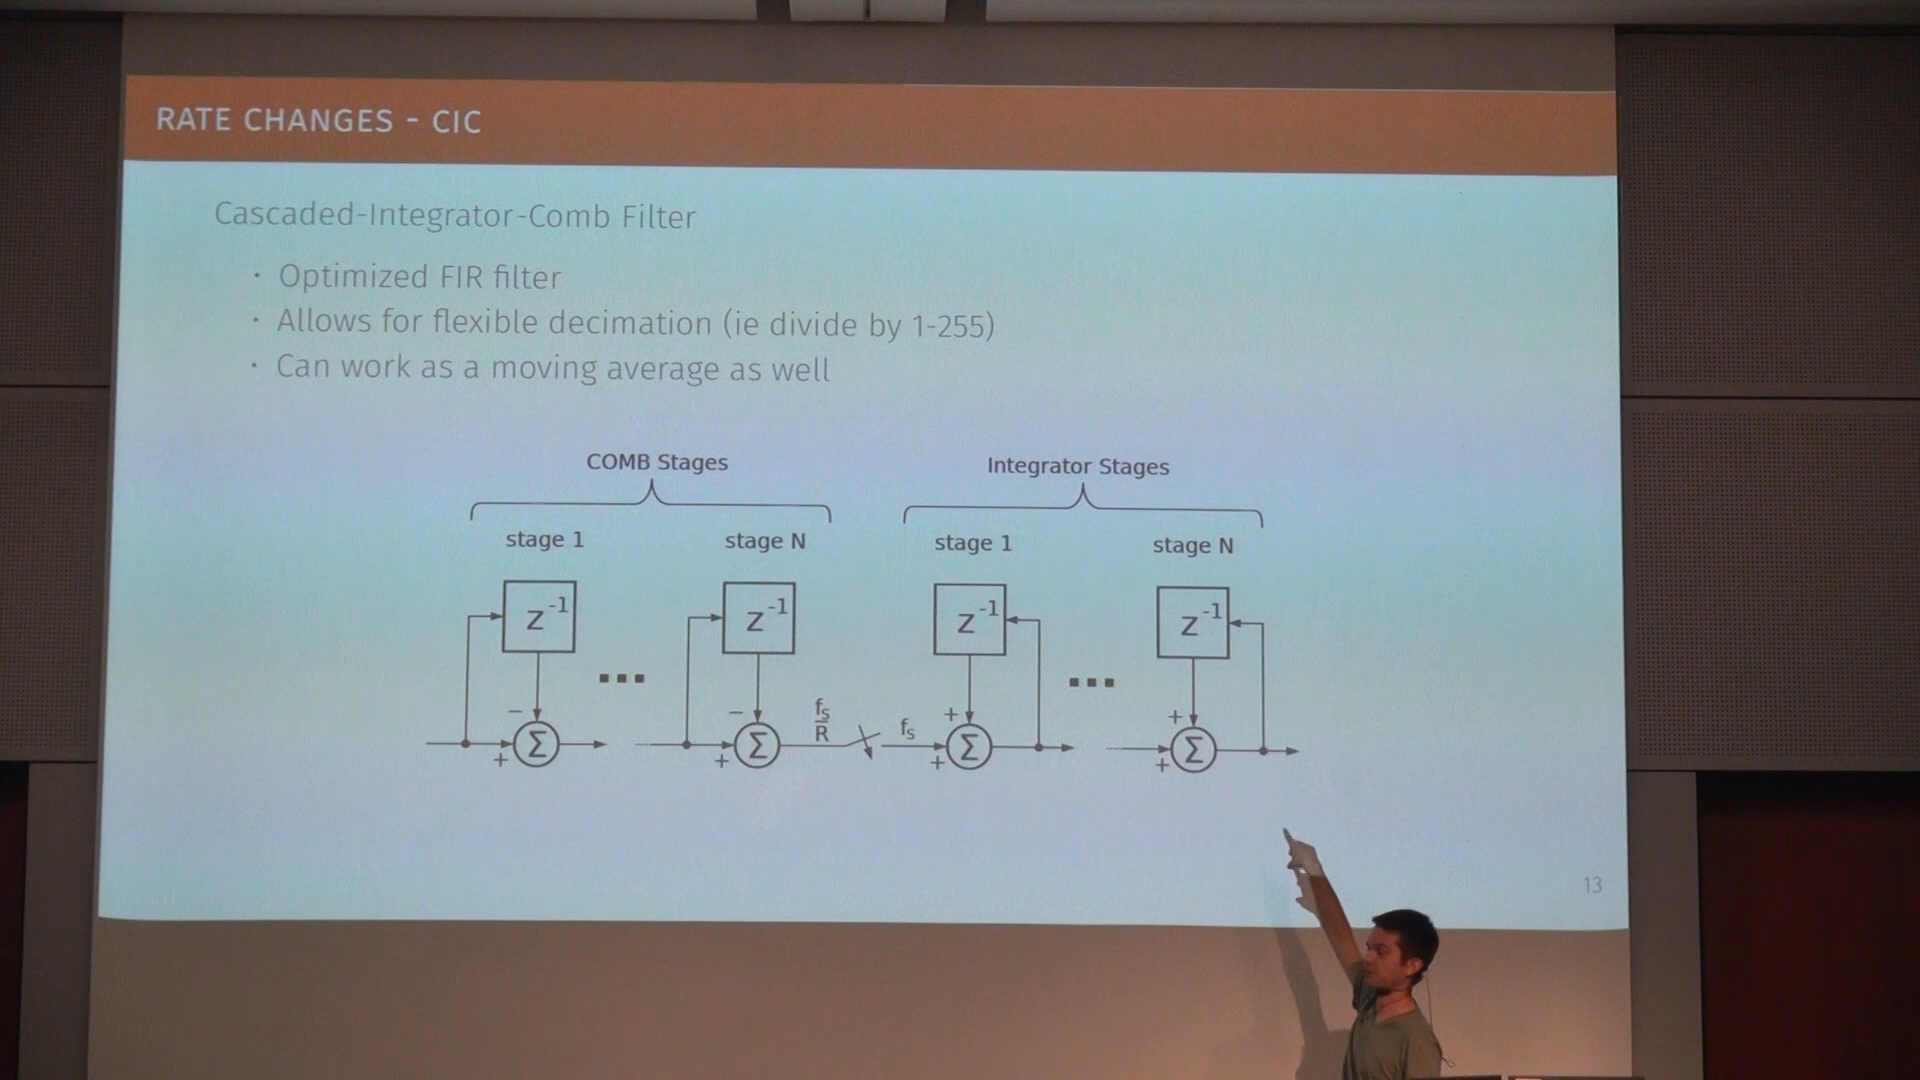 RATE CHANGES - CIC
Cascaded-Integrator-Comb Filter
· Optimized FIR filter
· Allows for flexible decimation (ie divide by 1-255)
· Can work as a moving average as well
COMB Stages
Integrator Stages
stage 1
stage N
stage 1
stage N
z⁻¹
z⁻¹
z⁻¹
z⁻¹
− − + +
fs/R
fs
Σ Σ Σ Σ
+ + + +
13